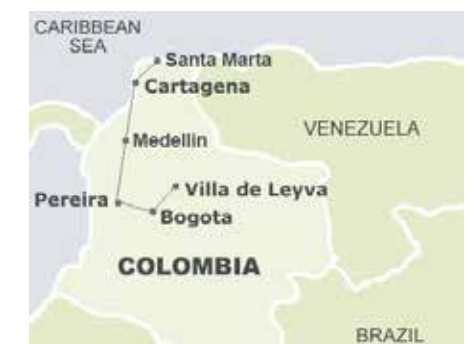 CARIBBEAN
SEA
Santa Marta
Cartagena
VENEZUELA
Medellin
Villa de Leyva
Pereira
Bogota
COLOMBIA
BRAZIL